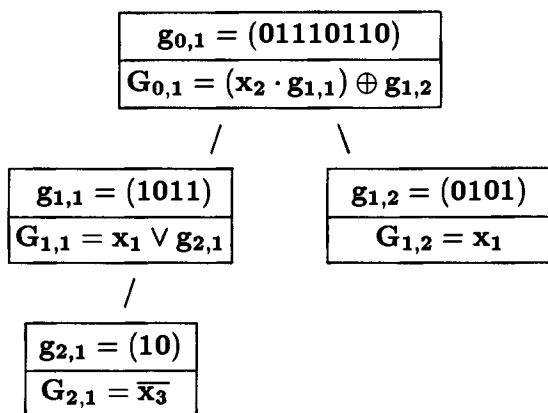 g₀,₁ = (01110110)
G₀,₁ = (x₂ · g₁,₁) ⊕ g₁,₂
g₁,₁ = (1011)
G₁,₁ = x₁ ∨ g₂,₁
g₁,₂ = (0101)
G₁,₂ = x₁
g₂,₁ = (10)
G₂,₁ = x̅₃